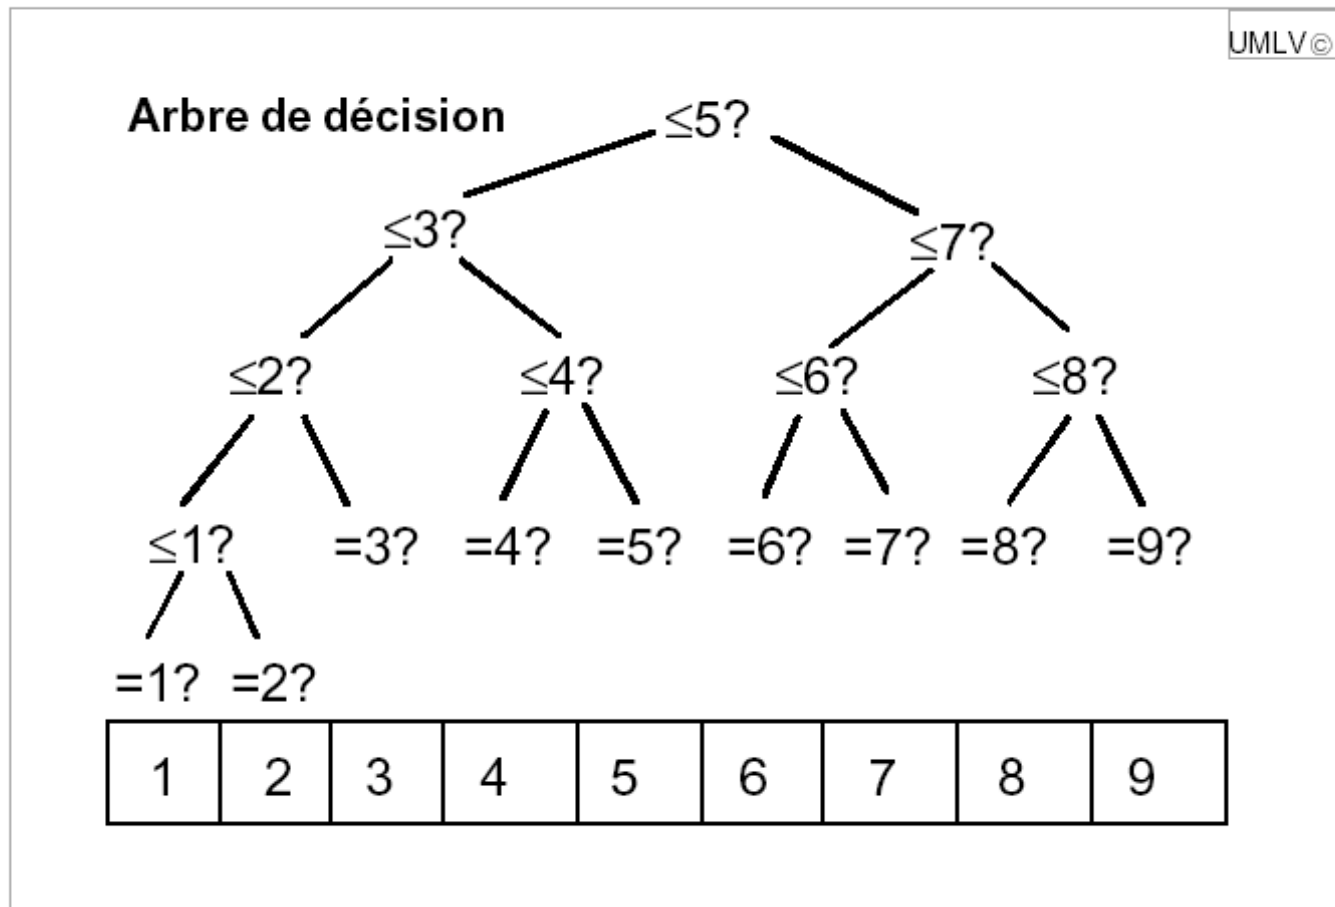 UMLV©
Arbre de décision
≤5?
≤3? ≤7?
≤2? ≤4? ≤6? ≤8?
≤1? =3? =4? =5? =6? =7? =8? =9?
=1? =2?
1 2 3 4 5 6 7 8 9